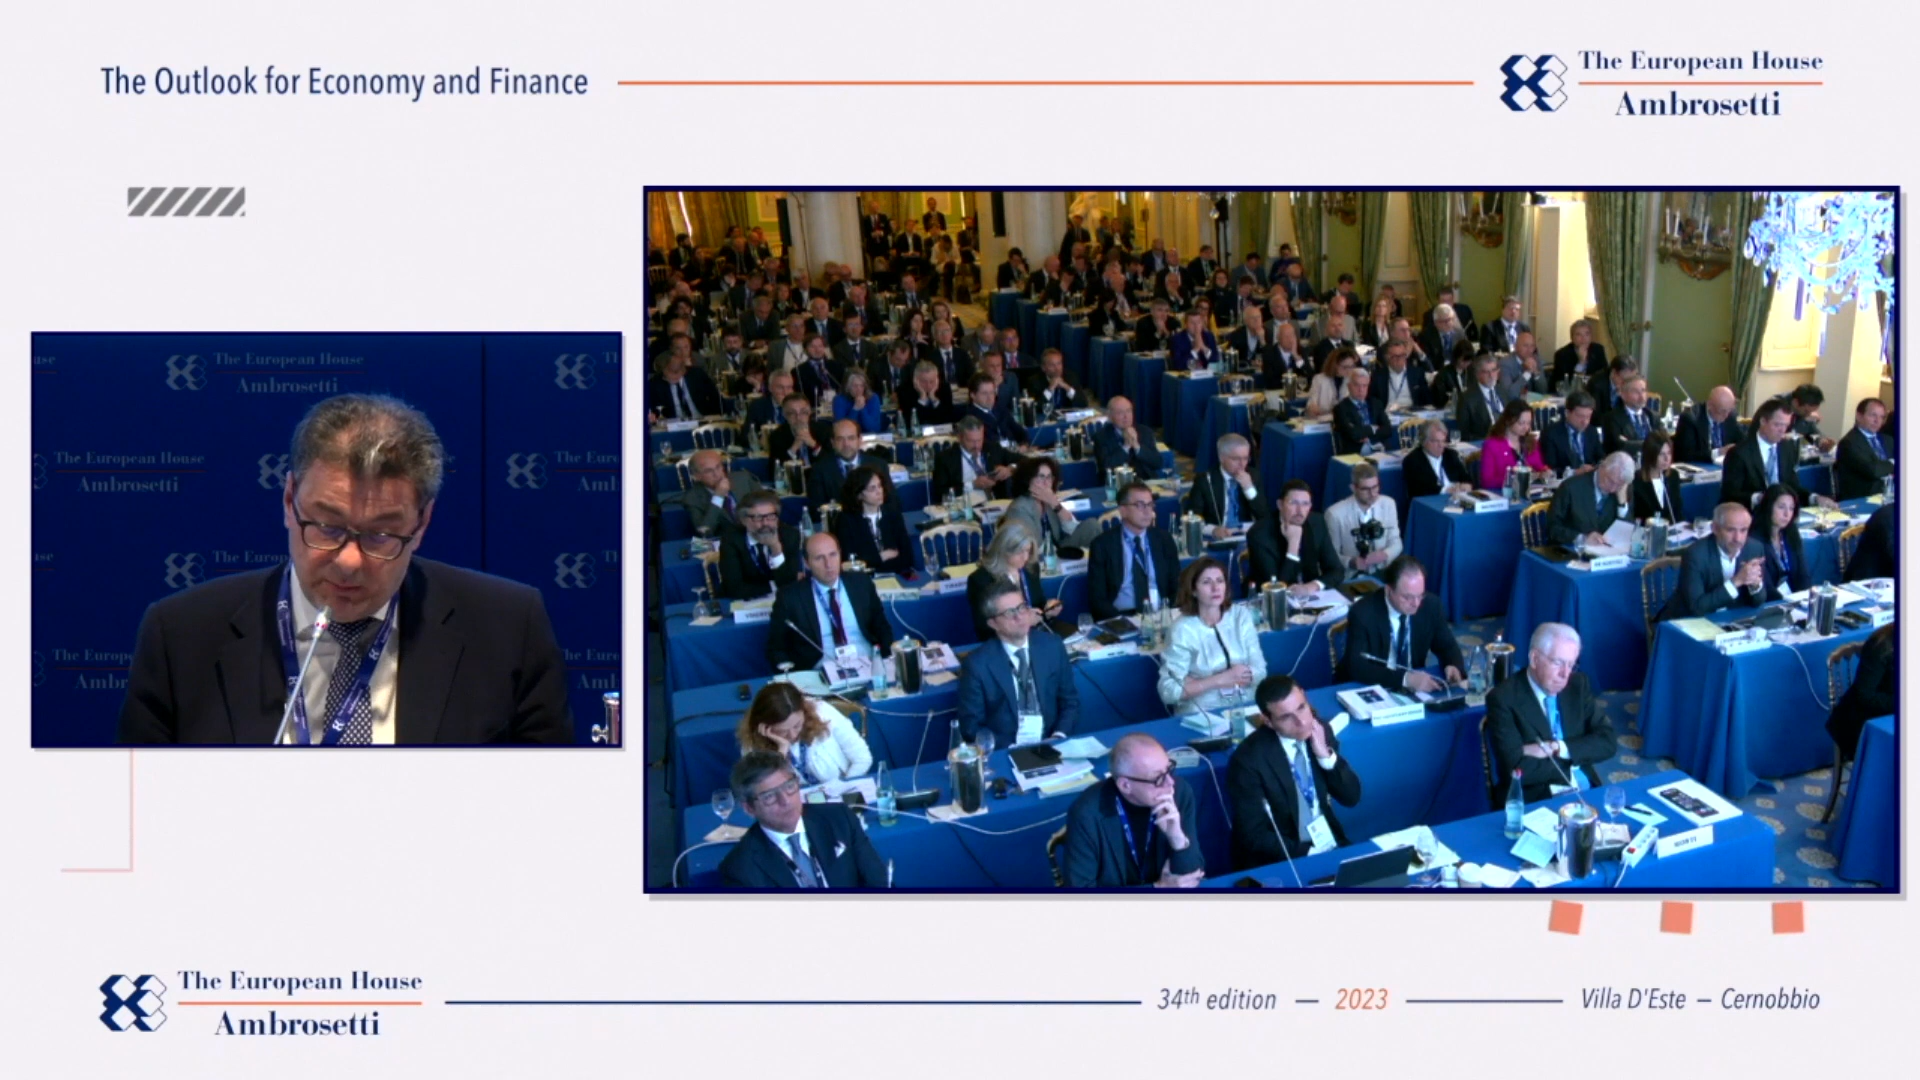 The Outlook for Economy and Finance
The European House
Ambrosetti
The European House
Ambrosetti
The European House
Ambrosetti
MONTI
The European House
Ambrosetti
34th edition — 2023
Villa D'Este — Cernobbio